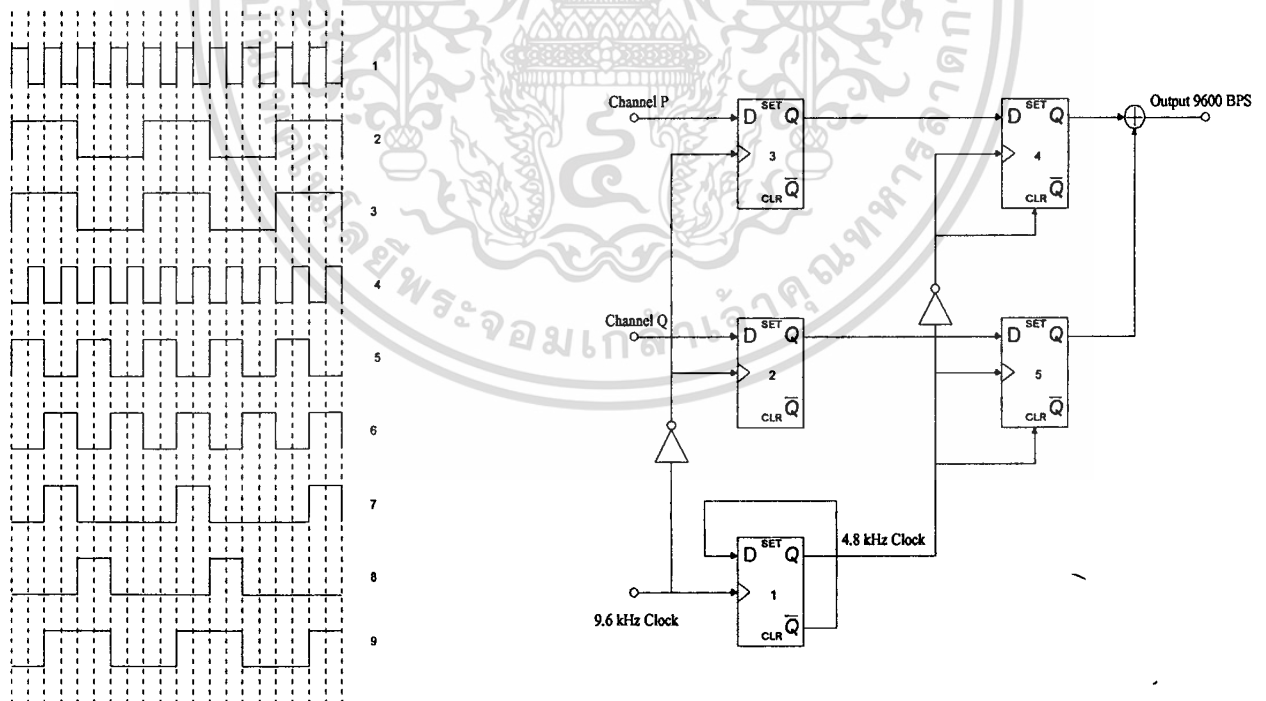 1
2
3
4
5
6
7
8
9
Channel P
D SET Q
3
CLR Q̅
D SET Q
4
CLR Q̅
Output 9600 BPS
Channel Q
D SET Q
2
CLR Q̅
D SET Q
5
CLR Q̅
D SET Q
1
CLR Q̅
4.8 kHz Clock
9.6 kHz Clock